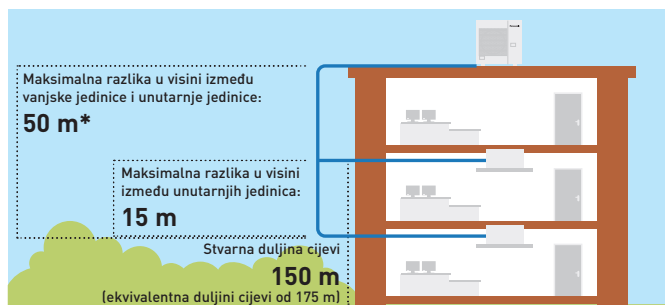 Maksimalna razlika u visini između
vanjske jedinice i unutarnje jedinice:
50 m*
Maksimalna razlika u visini
između unutarnjih jedinica:
15 m
Stvarna duljina cijevi
150 m
(ekvivalentna duljini cijevi od 175 m)